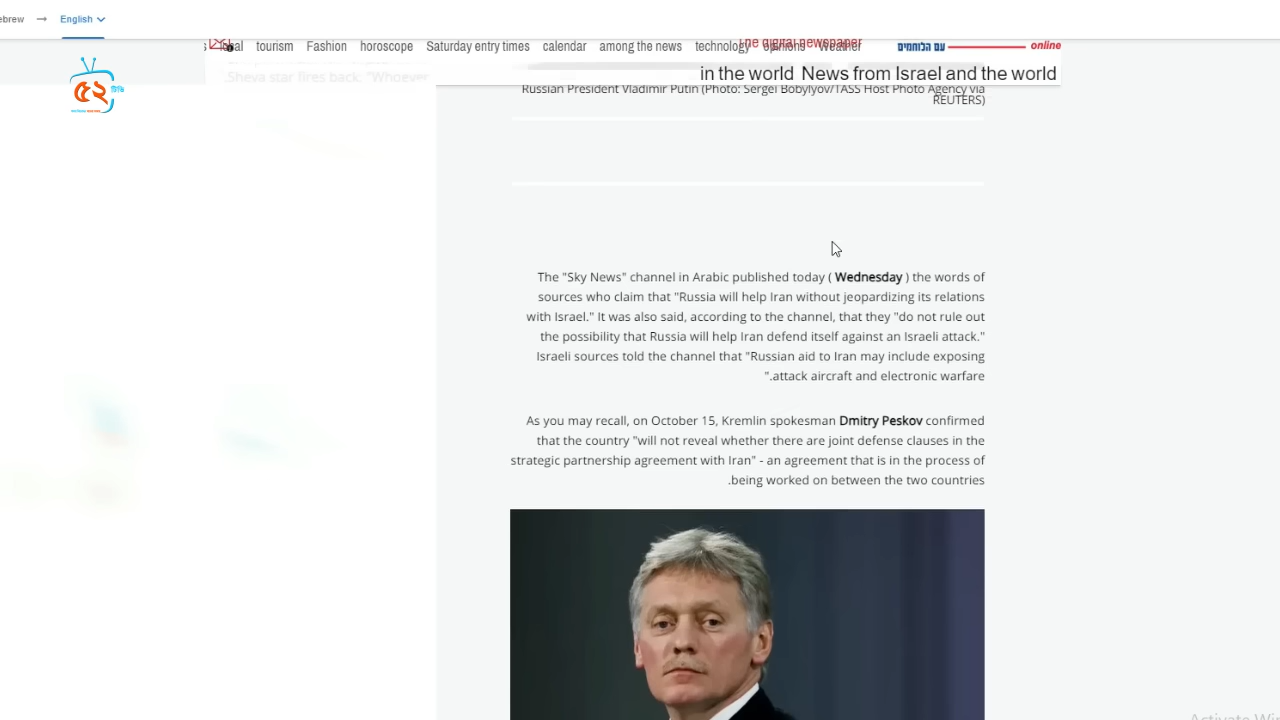 ebrew → English
bal tourism Fashion horoscope Saturday entry times calendar among the news technology opinions Weather
The digital newspaper
עם הלוחמים
online
.Sheva star fires back: "Whoever
in the world News from Israel and the world
৫২
Russian President Vladimir Putin (Photo: Sergei Bobylyov/TASS Host Photo Agency via
REUTERS)
The "Sky News" channel in Arabic published today ( Wednesday ) the words of
sources who claim that "Russia will help Iran without jeopardizing its relations
with Israel." It was also said, according to the channel, that they "do not rule out
the possibility that Russia will help Iran defend itself against an Israeli attack."
Israeli sources told the channel that "Russian aid to Iran may include exposing
".attack aircraft and electronic warfare
As you may recall, on October 15, Kremlin spokesman Dmitry Peskov confirmed
that the country "will not reveal whether there are joint defense clauses in the
strategic partnership agreement with Iran" - an agreement that is in the process of
.being worked on between the two countries
Activate Wi